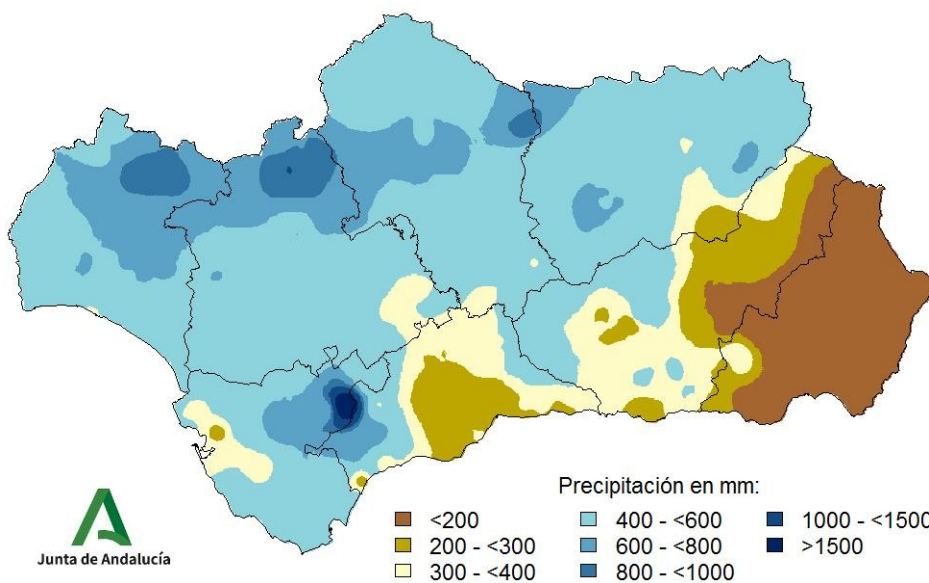 Precipitación en mm:
<200
400 - <600
1000 - <1500
200 - <300
600 - <800
>1500
300 - <400
800 - <1000
Junta de Andalucía